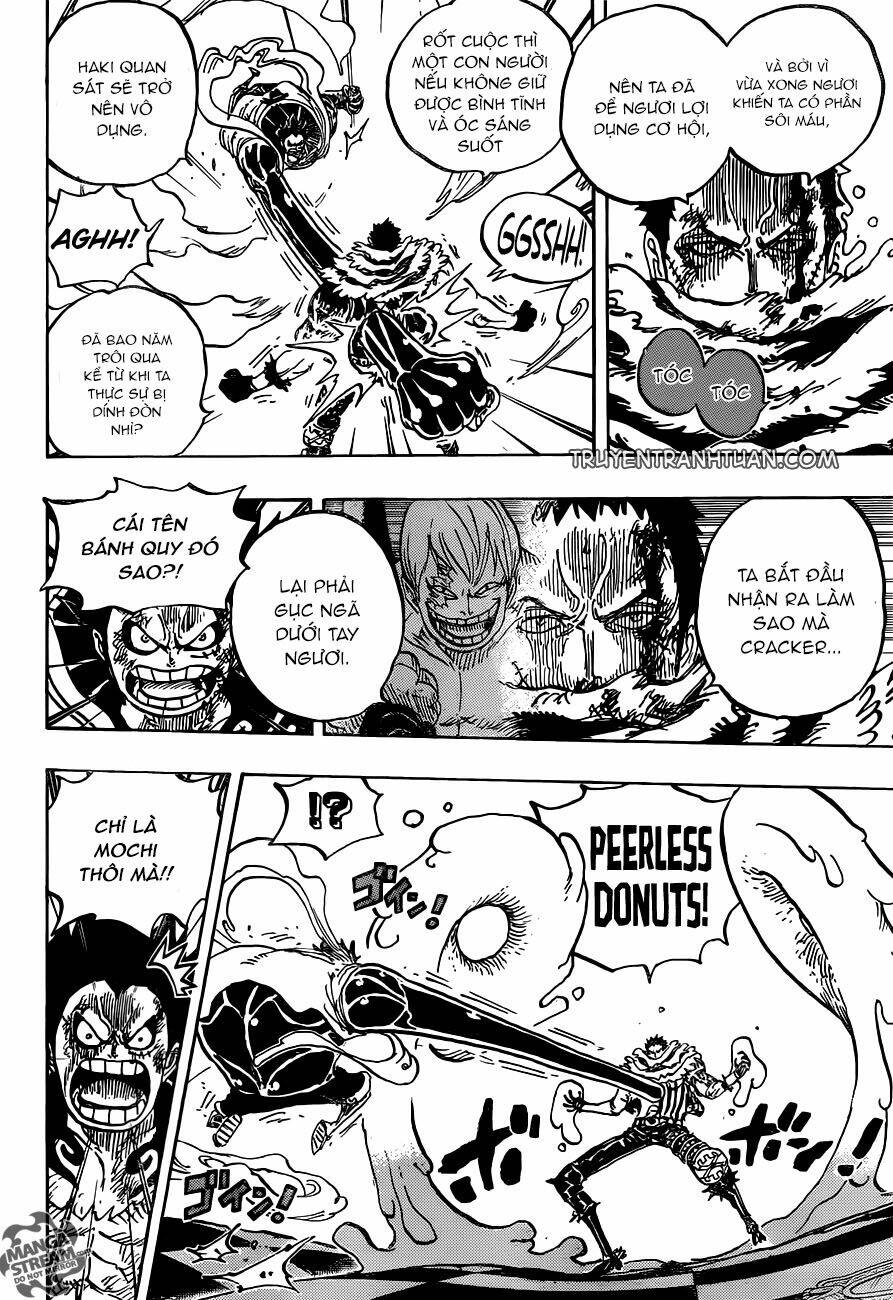 VÀ BỞI VÌ
VỪA XONG NGƯƠI
KHIẾN TA CÓ PHẦN
SÔI MÁU,
NÊN TA ĐÃ
ĐỂ NGƯƠI LỢI
DỤNG CƠ HỘI,
TÓC
TÓC
RỐT CUỘC THÌ
MỘT CON NGƯỜI
NẾU KHÔNG GIỮ
ĐƯỢC BÌNH TĨNH
VÀ ÓC SÁNG
SUỐT
HAKI QUAN
SÁT SẼ TRỞ
NÊN VÔ
DỤNG.
GGSSHH!
AGHH!
ĐÃ BAO NĂM
TRÔI QUA
KỂ TỪ KHI TA
THỰC SỰ BỊ
DÍNH ĐÒN
NHỈ?
TRUYENTRANHTUAN.COM
TA BẮT ĐẦU
NHẬN RA LÀM
SAO MÀ
CRACKER...
LẠI PHẢI
GỤC NGÃ
DƯỚI TAY
NGƯƠI.
CÁI TÊN
BÁNH QUY ĐÓ
SAO?!
PEERLESS
DONUTS!
!?
ゴイン!
ボボ
ゴイン!
CHỈ LÀ
MOCHI
THÔI MÀ!!
MANGA
STREAM.COM
DO NOT MIRROR